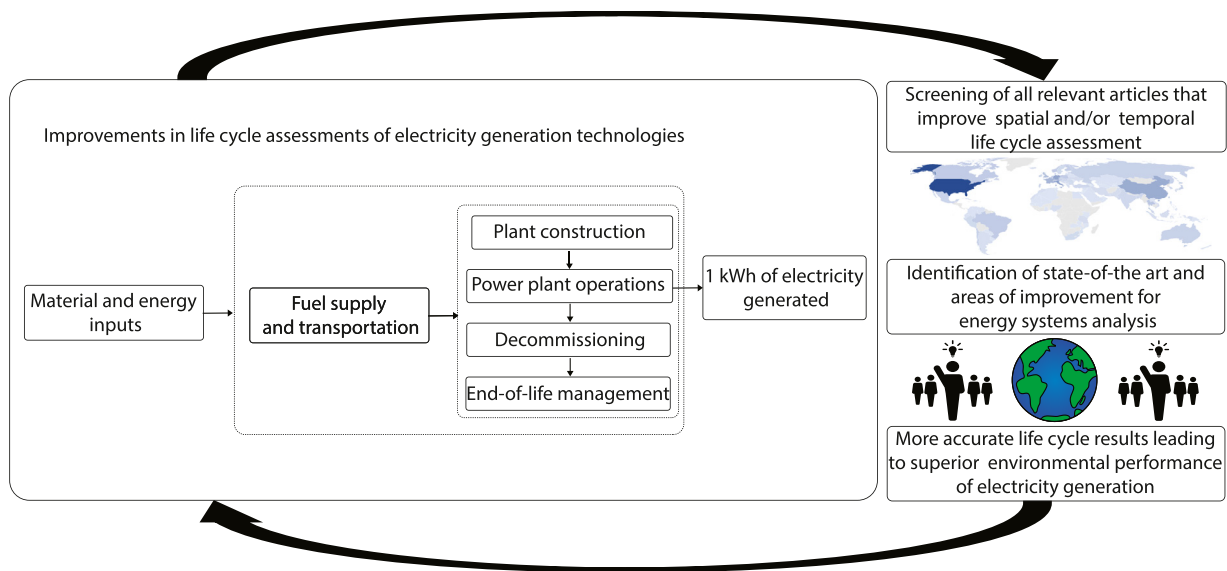 Improvements in life cycle assessments of electricity generation technologies
Material and energy
inputs
Fuel supply
and transportation
Plant construction
Power plant operations
Decommissioning
End-of-life management
1 kWh of electricity
generated
Screening of all relevant articles that
improve spatial and/or temporal
life cycle assessment
Identification of state-of-the art and
areas of improvement for
energy systems analysis
More accurate life cycle results leading
to superior environmental performance
of electricity generation